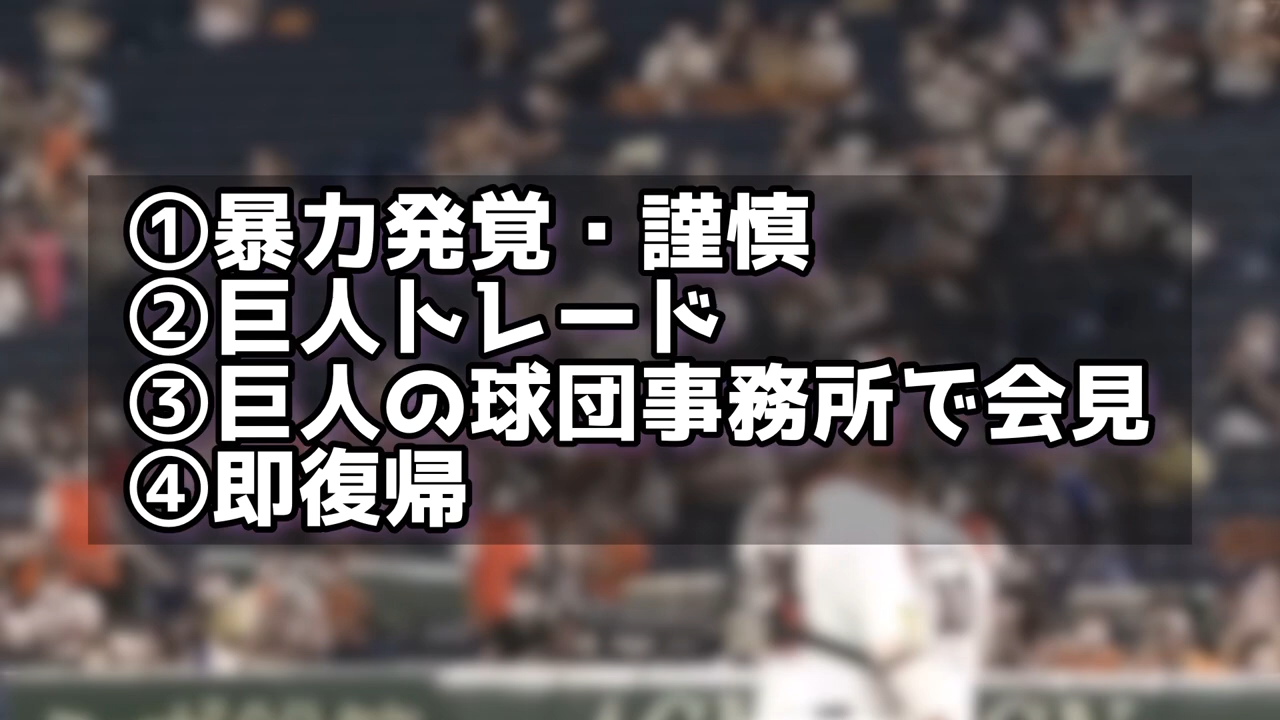 ①暴力発覚・謹慎
②巨人トレード
③巨人の球団事務所で会見
④即復帰